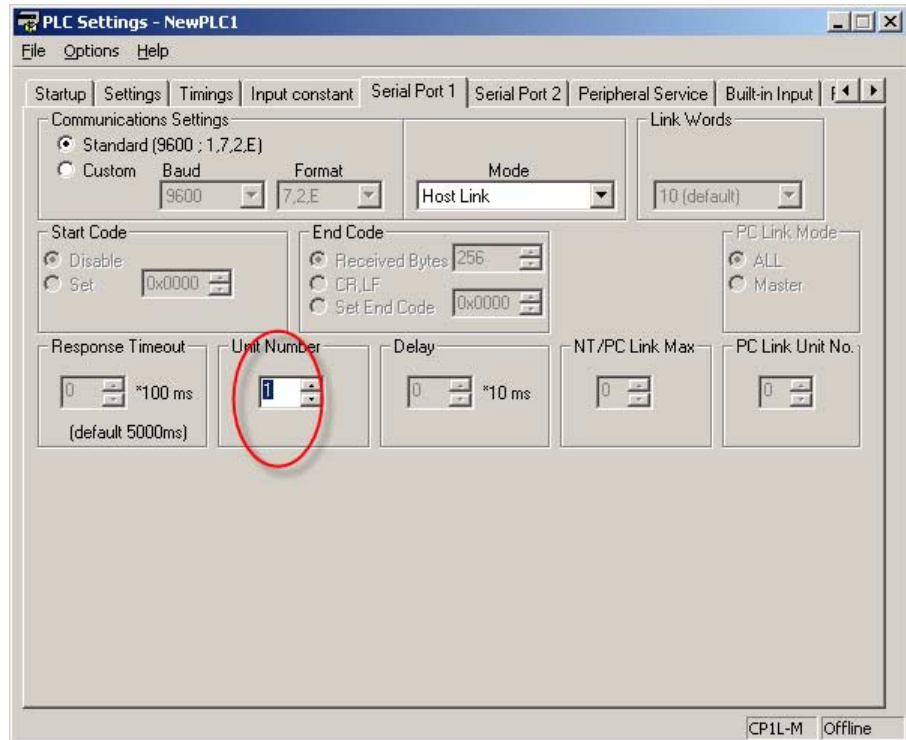 PLC Settings - NewPLC1
File Options Help
Startup Settings Timings Input constant Serial Port 1 Serial Port 2 Peripheral Service Built-in Input
Communications Settings
Link Words
Standard (9600 ; 1,7,2,E)
Custom Baud Format Mode
9600 7,2,E Host Link 10 (default)
Start Code End Code PC Link Mode
Disable Received Bytes 256 ALL
Set 0x0000 CR,LF Master
Set End Code 0x0000
Response Timeout Unit Number Delay NT/PC Link Max PC Link Unit No.
0 *100 ms 1 0 *10 ms 0 0
(default 5000ms)
CP1L-M Offline